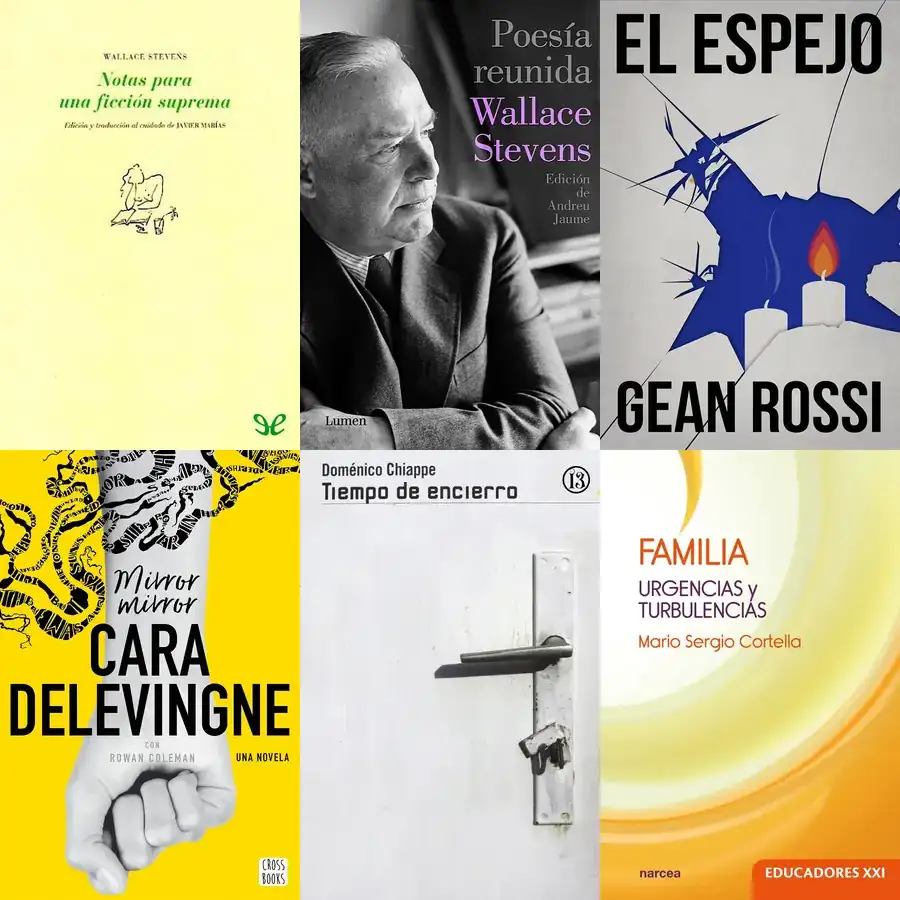 WALLACE STEVENS
Notas para
una ficción suprema
Edición y traducción al cuidado de JAVIER MARÍAS
Poesía
reunida
Wallace
Stevens
Edición
de
Andreu
Jaume
Lumen
EL ESPEJO
GEAN ROSSI
Mirror
mirror
CARA
DELEVINGNE
CON
ROWAN COLEMAN
UNA NOVELA
CROSS
BOOKS
Doménico Chiappe
Tiempo de encierro
13
FAMILIA
URGENCIAS y
TURBULENCIAS
Mario Sergio Cortella
narcea
EDUCADORES XXI